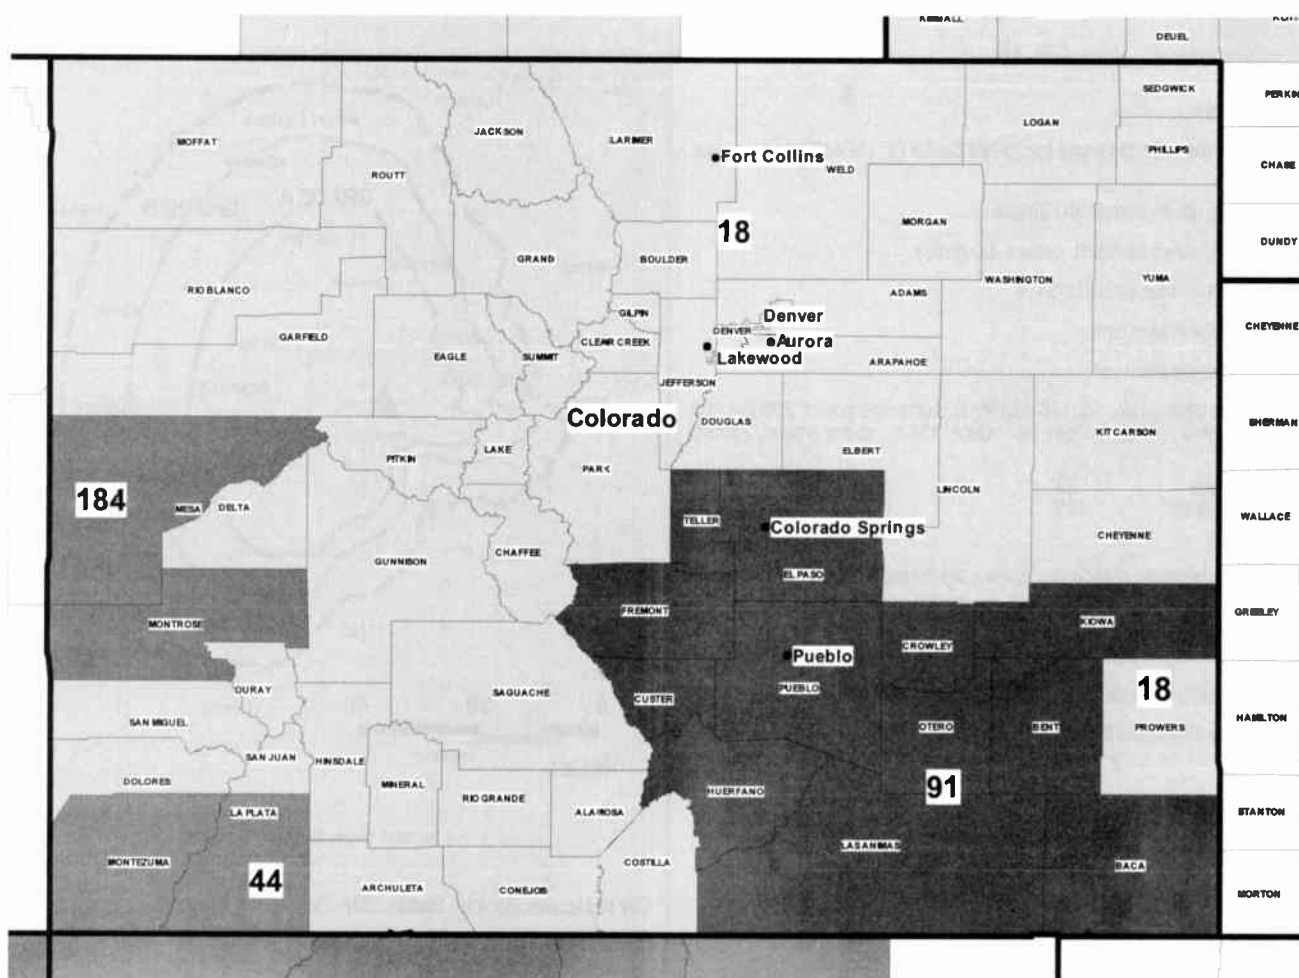 DEUEL
SEDGWICK
PERKIN
LOGAN
JACKSON
LARIMER
MOFFAT
PHILLIPS
Fort Collins
CHASE
WELD
ROUTT
MORGAN
18
DUNDY
GRAND
BOULDER
WASHINGTON
YUMA
RIO BLANCO
ADAMS
GILPIN
Denver
DENVER
CHEYENNE
GARFIELD
CLEAR CREEK
Aurora
EAGLE
SUMMIT
Lakewood
ARAPAHOE
JEFFERSON
Colorado
DOUGLAS
SHERMAN
KIT CARSON
LAKE
ELBERT
PITKIN
PARK
LINCOLN
184
MESA
DELTA
TELLER
WALLACE
Colorado Springs
CHEYENNE
CHAFFEE
GUNNISON
EL PASO
FREMONT
GREELEY
MONTROSE
KIOWA
CROWLEY
Pueblo
OURAY
PUEBLO
18
SAGUACHE
CUSTER
SAN MIGUEL
OTERO
BENT
PROWERS
HAMILTON
SAN JUAN
HINSDALE
DOLORES
MINERAL
91
HUERFANO
RIO GRANDE
LA PLATA
ALAMOSA
STANTON
LAS ANIMAS
MONTEZUMA
COSTILLA
BACA
44
ARCHULETA
CONEJOS
MORTON